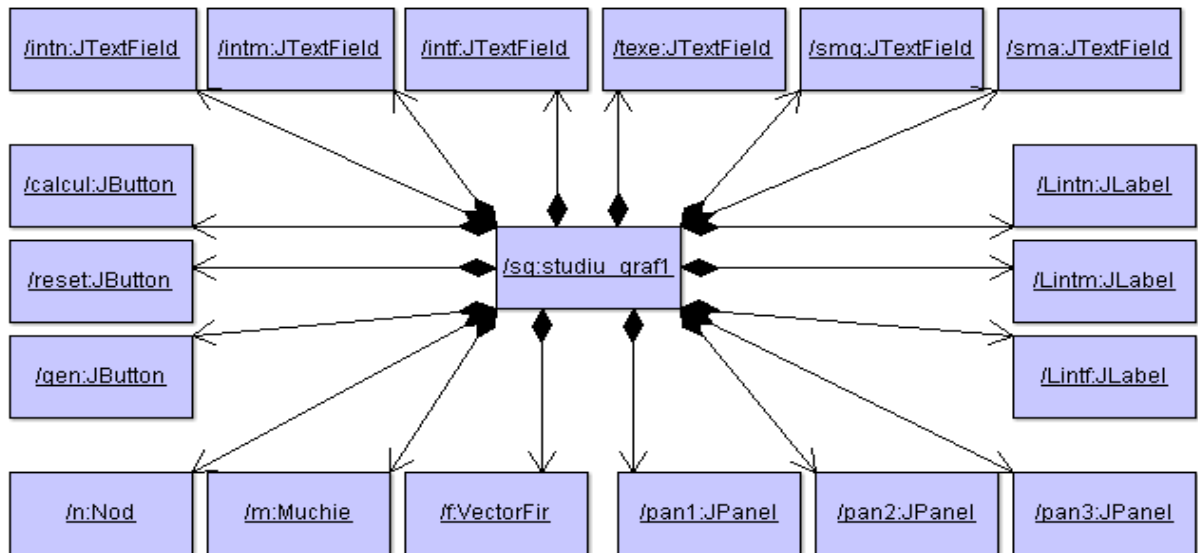 /intn:JTextField
/intm:JTextField
/intf:JTextField
/texe:JTextField
/smg:JTextField
/sma:JTextField
/calcul:JButton
/Lintn:JLabel
/sg:studiu_graf1
/reset:JButton
/Lintm:JLabel
/gen:JButton
/Lintf:JLabel
/n:Nod
/m:Muchie
/f:VectorFir
/pan1:JPanel
/pan2:JPanel
/pan3:JPanel